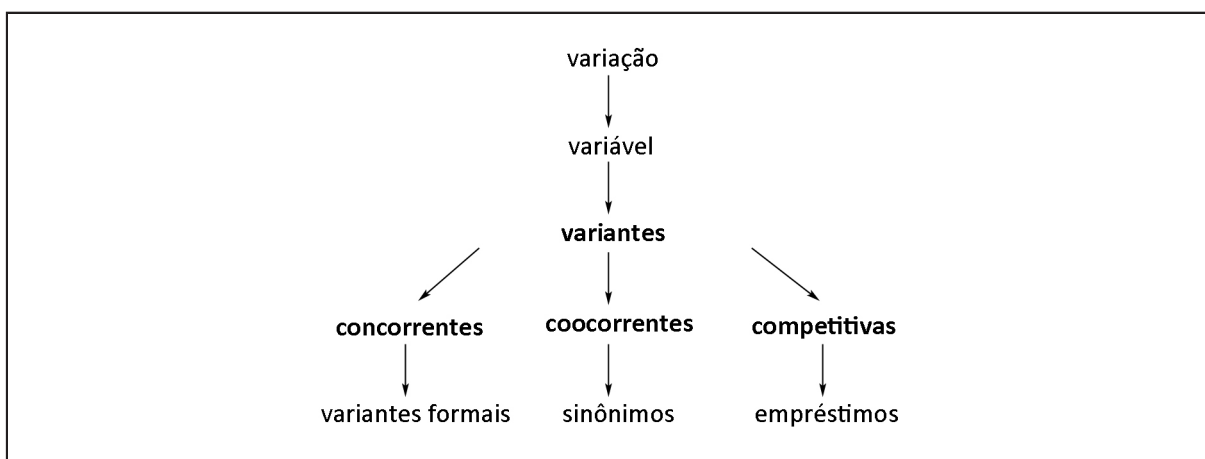 variação
variável
variantes
concorrentes coocorrentes competitivas
variantes formais sinônimos empréstimos